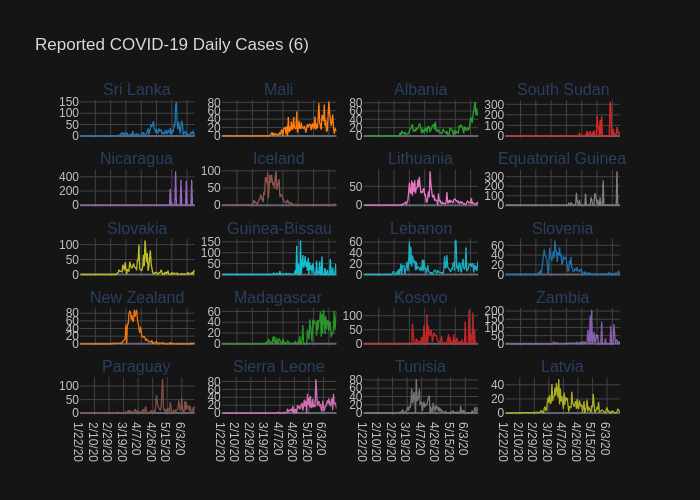 Reported COVID-19 Daily Cases (6)
Sri Lanka Mali Albania South Sudan
150 100 50 0 80 60 40 20 0 80 60 40 20 0 300 200 100 0
Nicaragua Iceland Lithuania Equatorial Guinea
400 200 0 100 50 0 50 0 300 200 100 0
Slovakia Guinea-Bissau Lebanon Slovenia
100 50 0 150 100 50 0 60 40 20 0 60 40 20 0
New Zealand Madagascar Kosovo Zambia
80 60 40 20 0 60 40 20 0 100 50 0 200 150 100 50 0
Paraguay Sierra Leone Tunisia Latvia
100 50 0 80 60 40 20 0 80 60 40 20 0 40 20 0
1/22/20 2/10/20 2/29/20 3/19/20 4/7/20 4/26/20 5/15/20 6/3/20 1/22/20 2/10/20 2/29/20 3/19/20 4/7/20 4/26/20 5/15/20 6/3/20 1/22/20 2/10/20 2/29/20 3/19/20 4/7/20 4/26/20 5/15/20 6/3/20 1/22/20 2/10/20 2/29/20 3/19/20 4/7/20 4/26/20 5/15/20 6/3/20